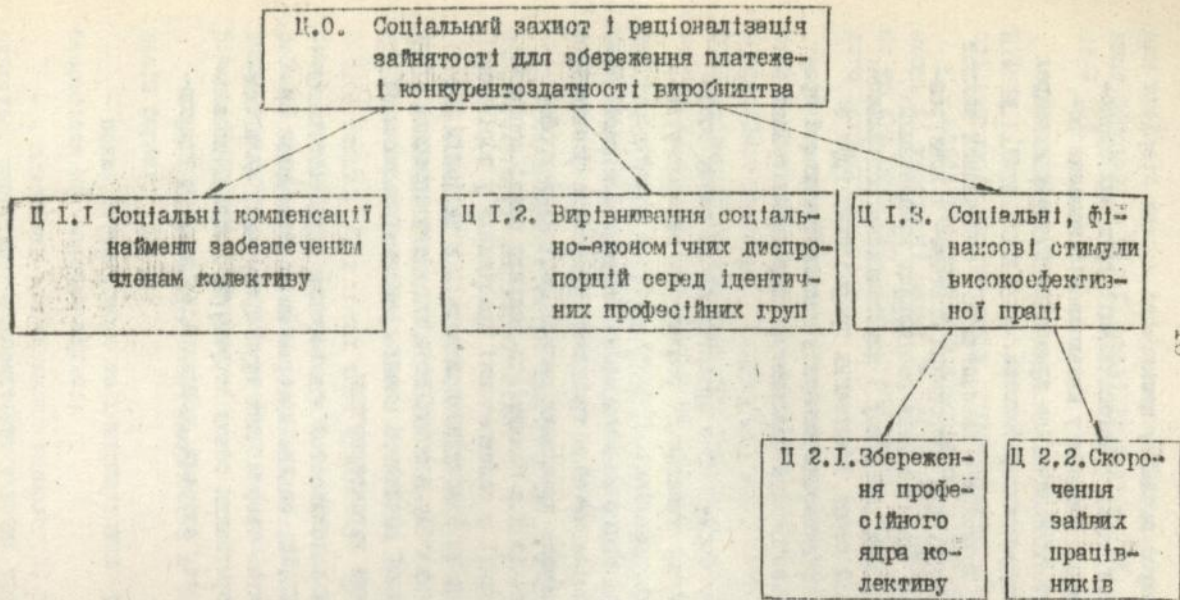 Ц.О. Соціальний захист і раціоналізація
зайнятості для збереження платеже-
і конкурентоздатності виробництва
Ц І.І Соціальні компенсації
найменш забезпеченим
членам колективу
Ц І.2. Вирівнювання соціаль-
но-економічних диспро-
порцій серед ідентич-
них професійних груп
Ц І.3. Соціальні, фі-
нансові стимули
високоефектив-
ної праці
Ц 2.І.Збережен-
ня профе-
сійного
ядра ко-
лективу
Ц 2.2.Скоро-
чення
зайвих
праців-
ників